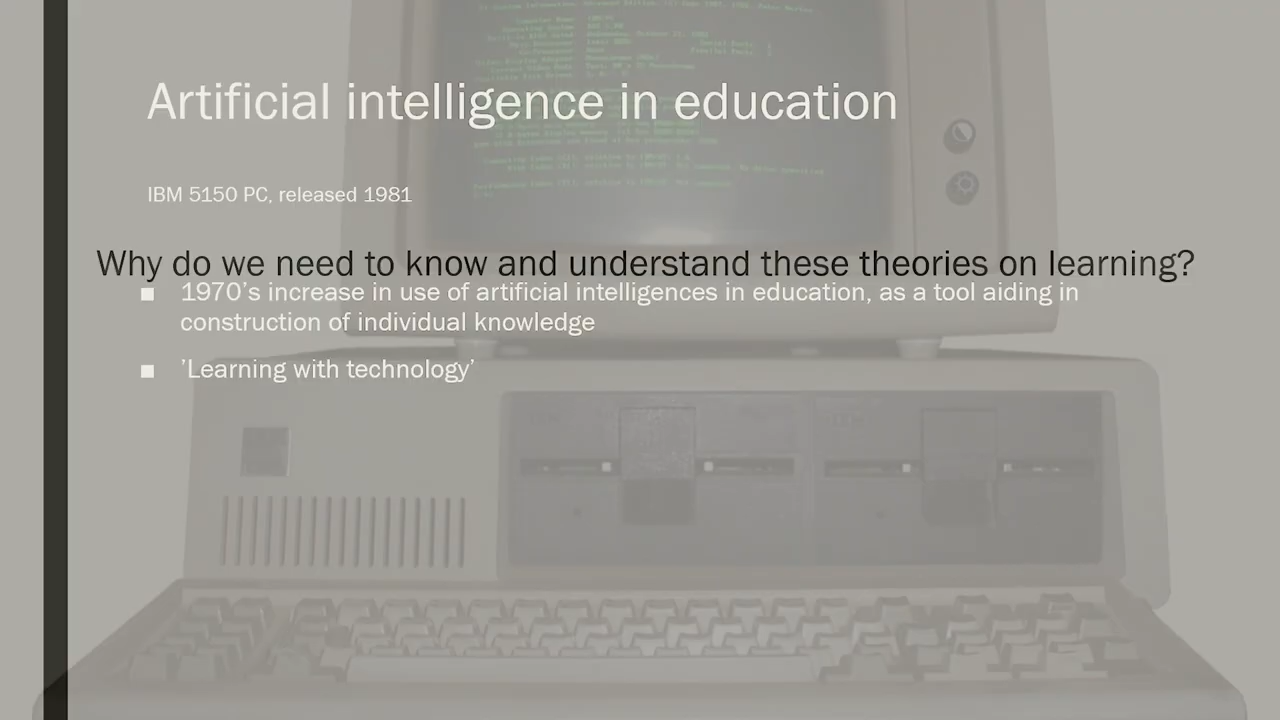 Artificial intelligence in education
IBM 5150 PC, released 1981
Why do we need to know and understand these theories on learning?
1970's increase in use of artificial intelligences in education, as a tool aiding in
construction of individual knowledge
'Learning with technology'